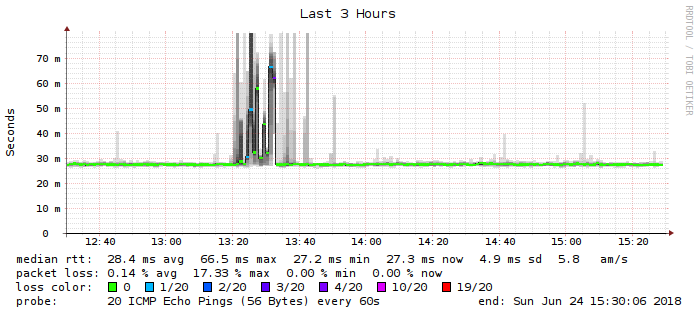 Last 3 Hours
RRDTOOL / TOBI OETIKER
Seconds
70 m
60 m
50 m
40 m
30 m
20 m
10 m
0
12:40 13:00 13:20 13:40 14:00 14:20 14:40 15:00 15:20
median rtt: 28.4 ms avg 66.5 ms max 27.2 ms min 27.3 ms now 4.9 ms sd 5.8 am/s
packet loss: 0.14 % avg 17.33 % max 0.00 % min 0.00 % now
loss color: 0 1/20 2/20 3/20 4/20 10/20 19/20
probe: 20 ICMP Echo Pings (56 Bytes) every 60s end: Sun Jun 24 15:30:06 2018